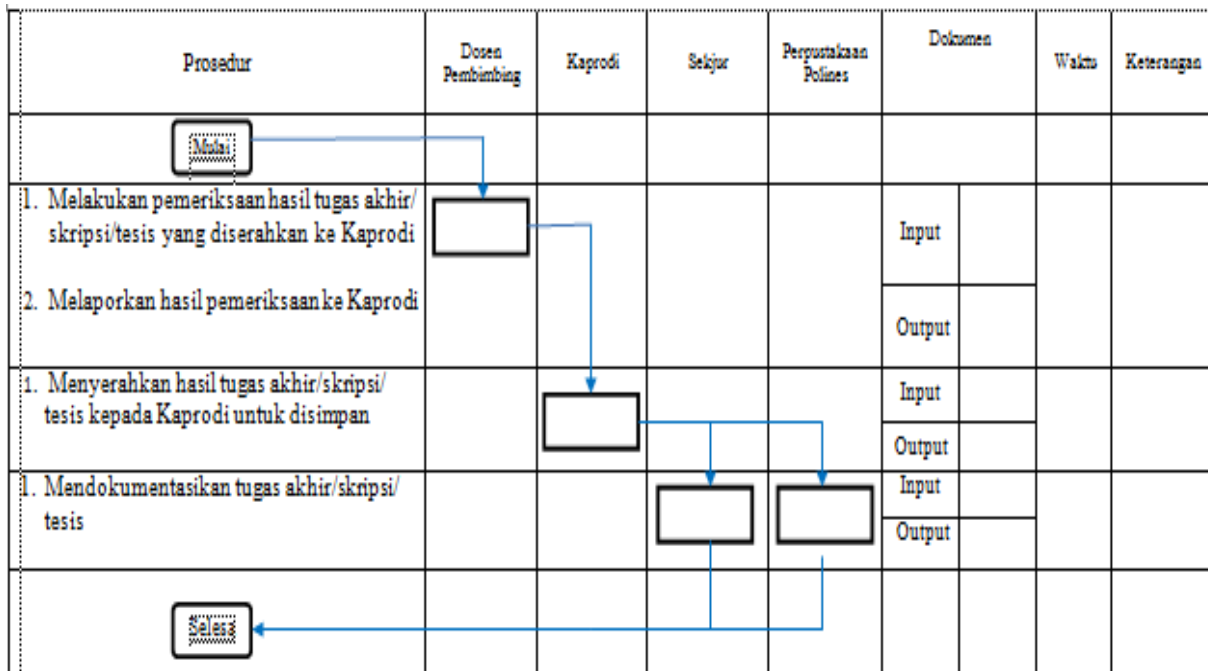 Prosedur
Dosen
Pembimbing
Kaprodi
Sekjur
Perpustakaan
Polines
Dokumen
Waktu
Keterangan
Mulai
1. Melakukan pemeriksaan hasil tugas akhir/
skripsi/tesis yang diserahkan ke Kaprodi
2. Melaporkan hasil pemeriksaan ke Kaprodi
Input
Output
1. Menyerahkan hasil tugas akhir/skripsi/
tesis kepada Kaprodi untuk disimpan
Input
Output
1. Mendokumentasikan tugas akhir/skripsi/
tesis
Input
Output
Selesai